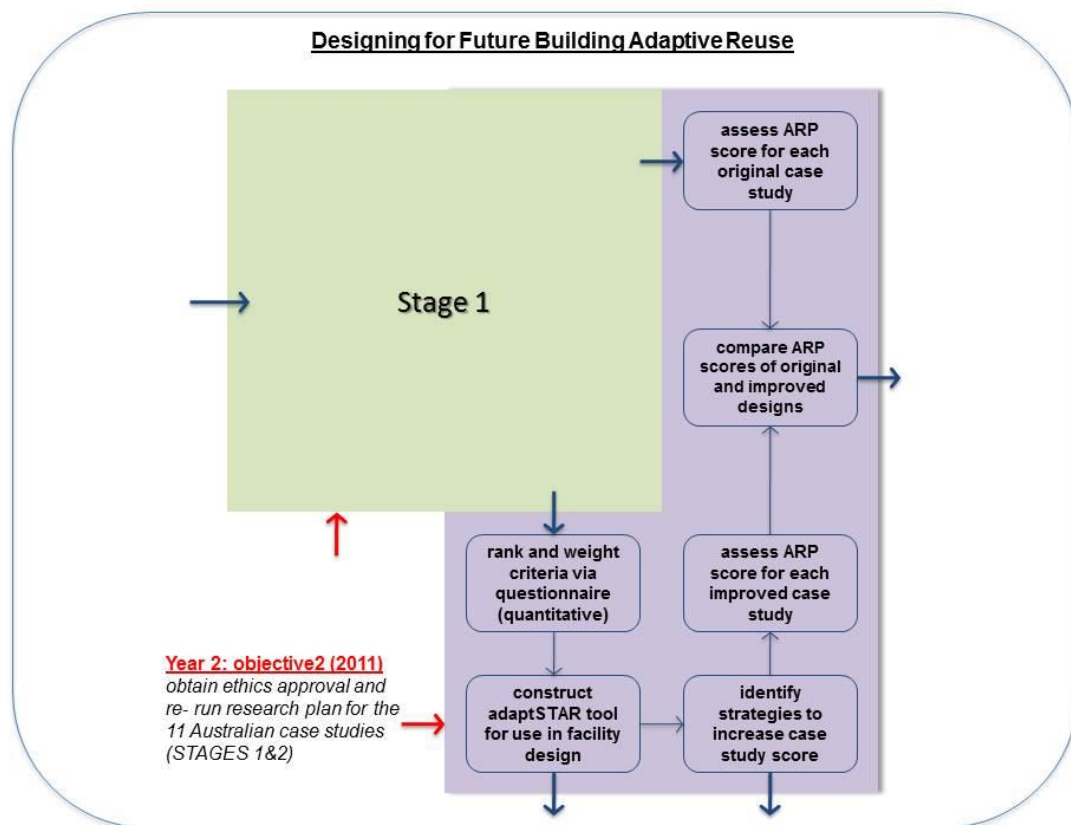 Designing for Future Building Adaptive Reuse
assess ARP
score for each
original case
study
Stage 1
compare ARP
scores of original
and improved
designs
rank and weight
criteria via
questionnaire
(quantitative)
assess ARP
score for each
improved case
study
Year 2: objective2 (2011)
obtain ethics approval and
re- run research plan for the
11 Australian case studies
(STAGES 1&2)
construct
adaptSTAR tool
for use in facility
design
identify
strategies to
increase case
study score